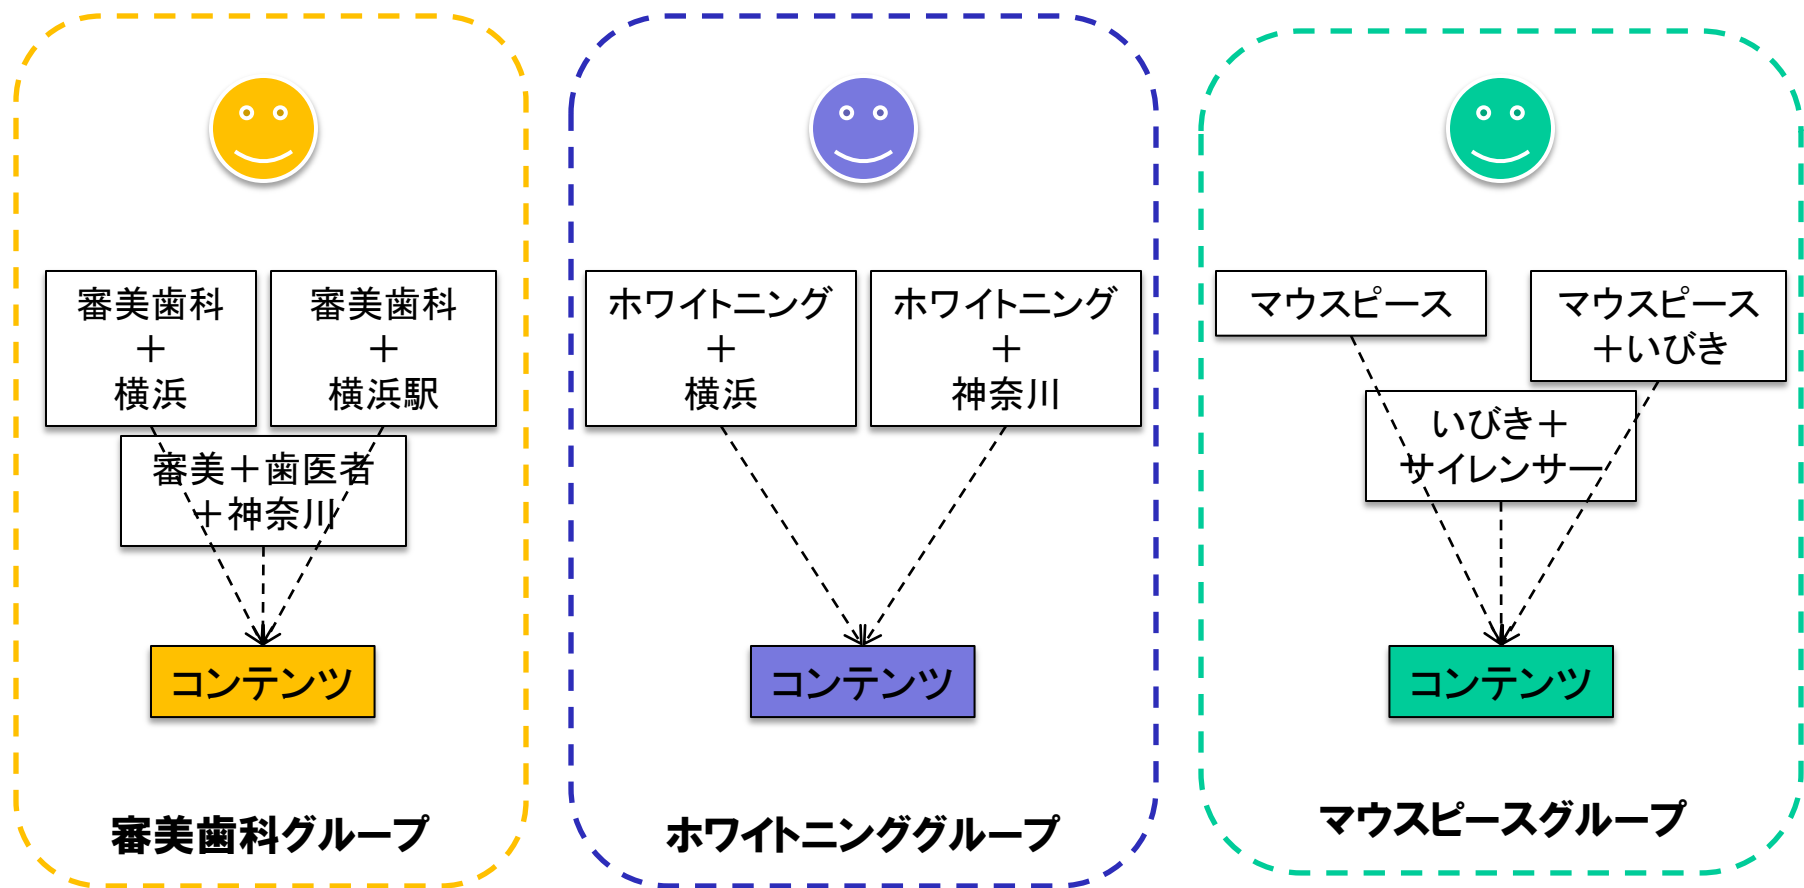 審美歯科
＋
横浜
審美歯科
＋
横浜駅
審美＋歯医者
＋神奈川
コンテンツ
審美歯科グループ
ホワイトニング
＋
横浜
ホワイトニング
＋
神奈川
コンテンツ
ホワイトニンググループ
マウスピース
マウスピース
＋いびき
いびき＋
サイレンサー
コンテンツ
マウスピースグループ